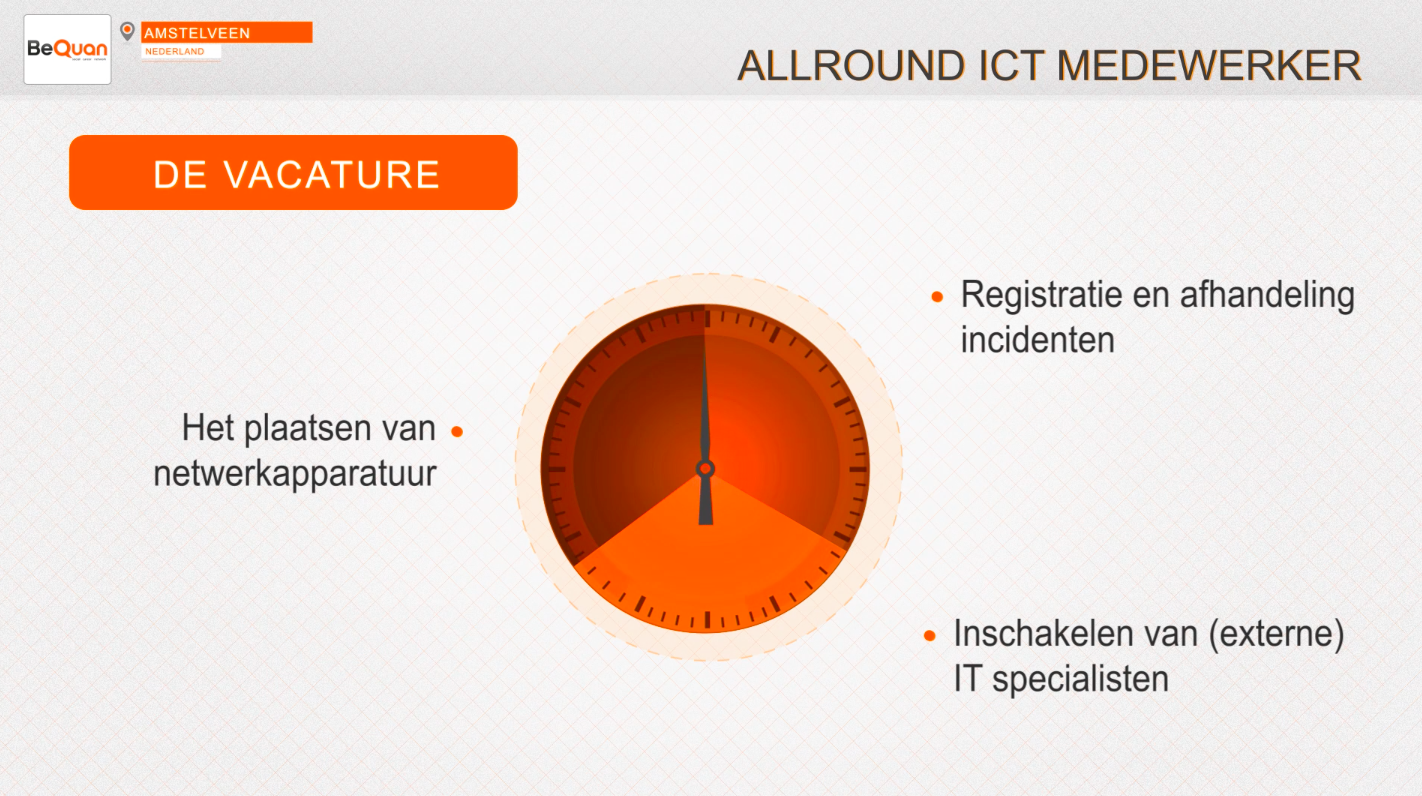 BeQuan
AMSTELVEEN
NEDERLAND
ALLROUND ICT MEDEWERKER
DE VACATURE
Registratie en afhandeling
incidenten
Het plaatsen van
netwerkapparatuur
Inschakelen van (externe)
IT specialisten